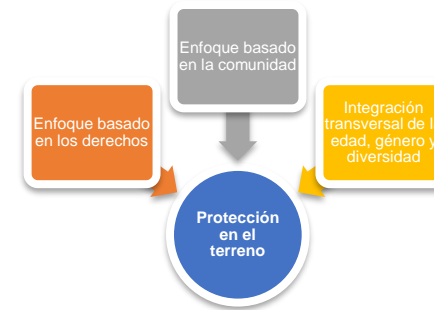 Enfoque basado
en la comunidad
Enfoque basado
en los derechos
Integración
transversal de l
edad, género y
diversidad
Protección
en el
terreno